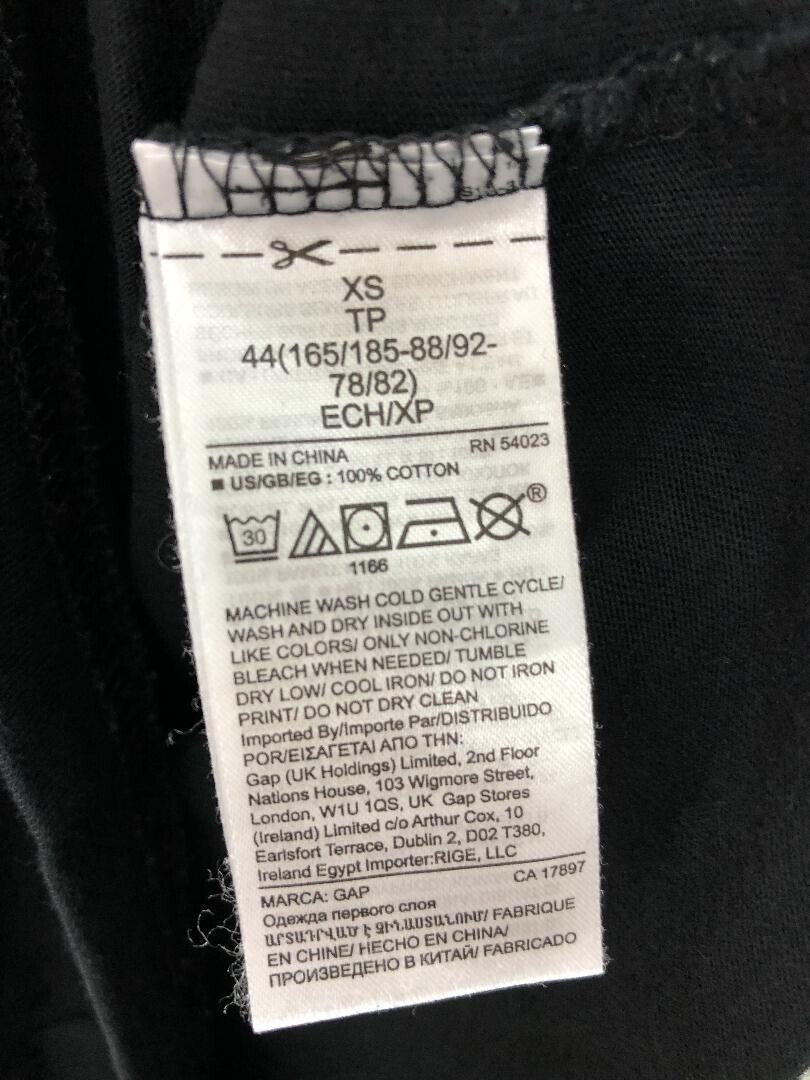 XS
TP
44(165/185-88/92-
78/82)
ECH/XP
MADE IN CHINA RN 54023
■ US/GB/EG : 100% COTTON
30
®
1166
MACHINE WASH COLD GENTLE CYCLE/
WASH AND DRY INSIDE OUT WITH
LIKE COLORS/ ONLY NON-CHLORINE
BLEACH WHEN NEEDED/ TUMBLE
DRY LOW/ COOL IRON/ DO NOT IRON
PRINT/ DO NOT DRY CLEAN
Imported By/Importe Par/DISTRIBUIDO
POR/ΕΙΣΑΓΕΤΑΙ ΑΠΟ ΤΗΝ:
Gap (UK Holdings) Limited, 2nd Floor
Nations House, 103 Wigmore Street,
London, W1U 1QS, UK Gap Stores
(Ireland) Limited c/o Arthur Cox, 10
Earlsfort Terrace, Dublin 2, D02 T380,
Ireland Egypt Importer:RIGE, LLC
MARCA: GAP CA 17897
Одежда первого слоя
ԱՐՏԱԴՐՎԱԾ Է ՉԻՆԱՍՏԱՆՈՒՄ/ FABRIQUE
EN CHINE/ HECHO EN CHINA/
ПРОИЗВЕДЕНО В КИТАЙ/ FABRICADO